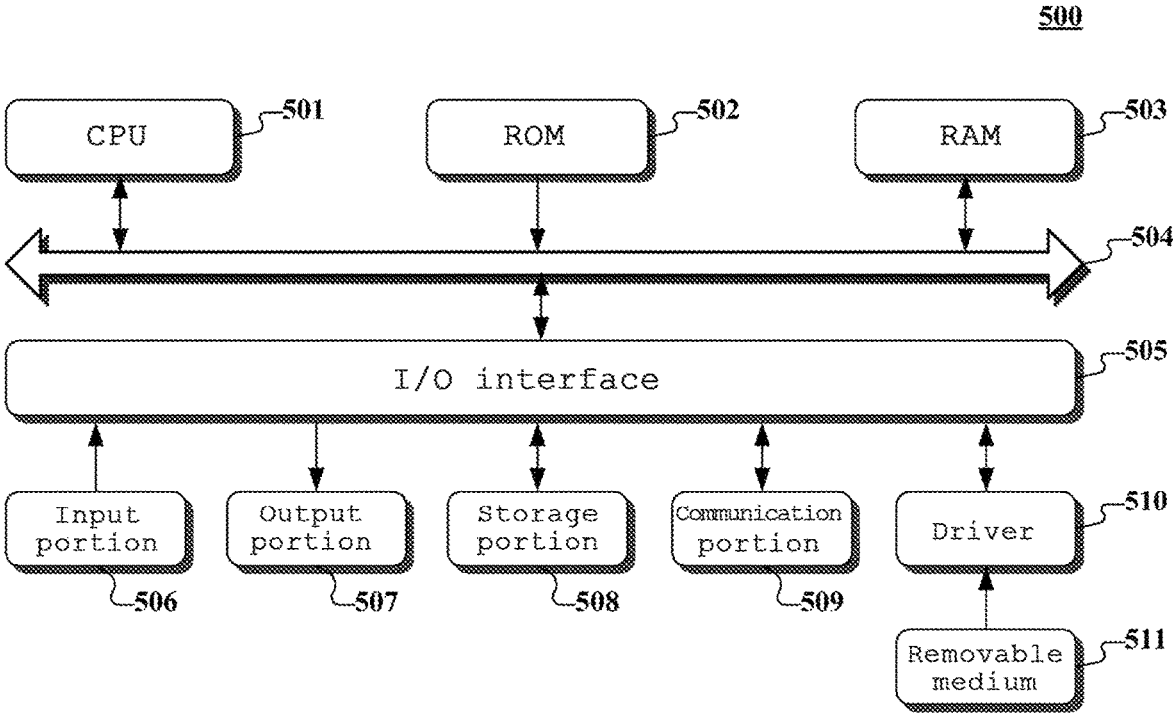 500
CPU
501
ROM
502
RAM
503
504
I/O interface
505
Input
portion
506
Output
portion
507
Storage
portion
508
Communication
portion
509
Driver
510
Removable
medium
511